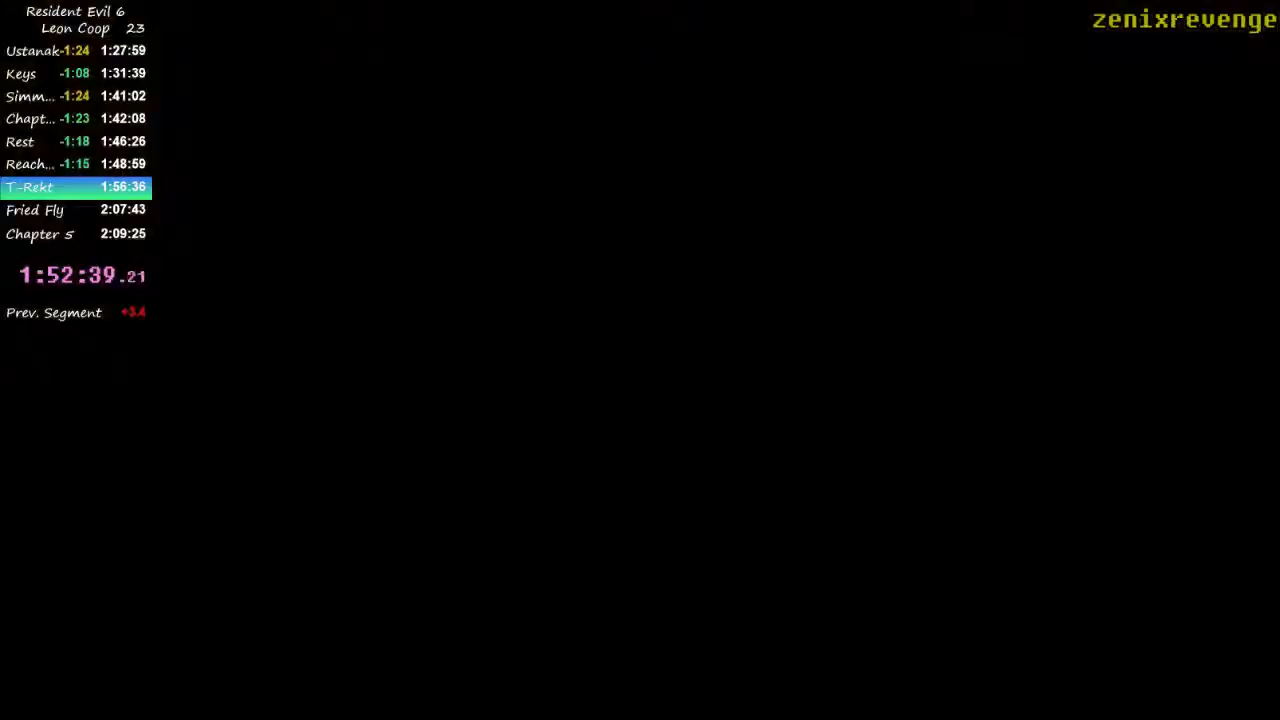 Resident Evil 6
Leon Coop 23
Ustanak -1:24 1:27:59
Keys -1:08 1:31:39
Simm... -1:24 1:41:02
Chapt... -1:23 1:42:08
Rest -1:18 1:46:26
Reach... -1:15 1:48:59
T-Rekt 1:56:36
Fried Fly 2:07:43
Chapter 5 2:09:25
1:52:39.21
Prev. Segment +3.4
zenixrevenge